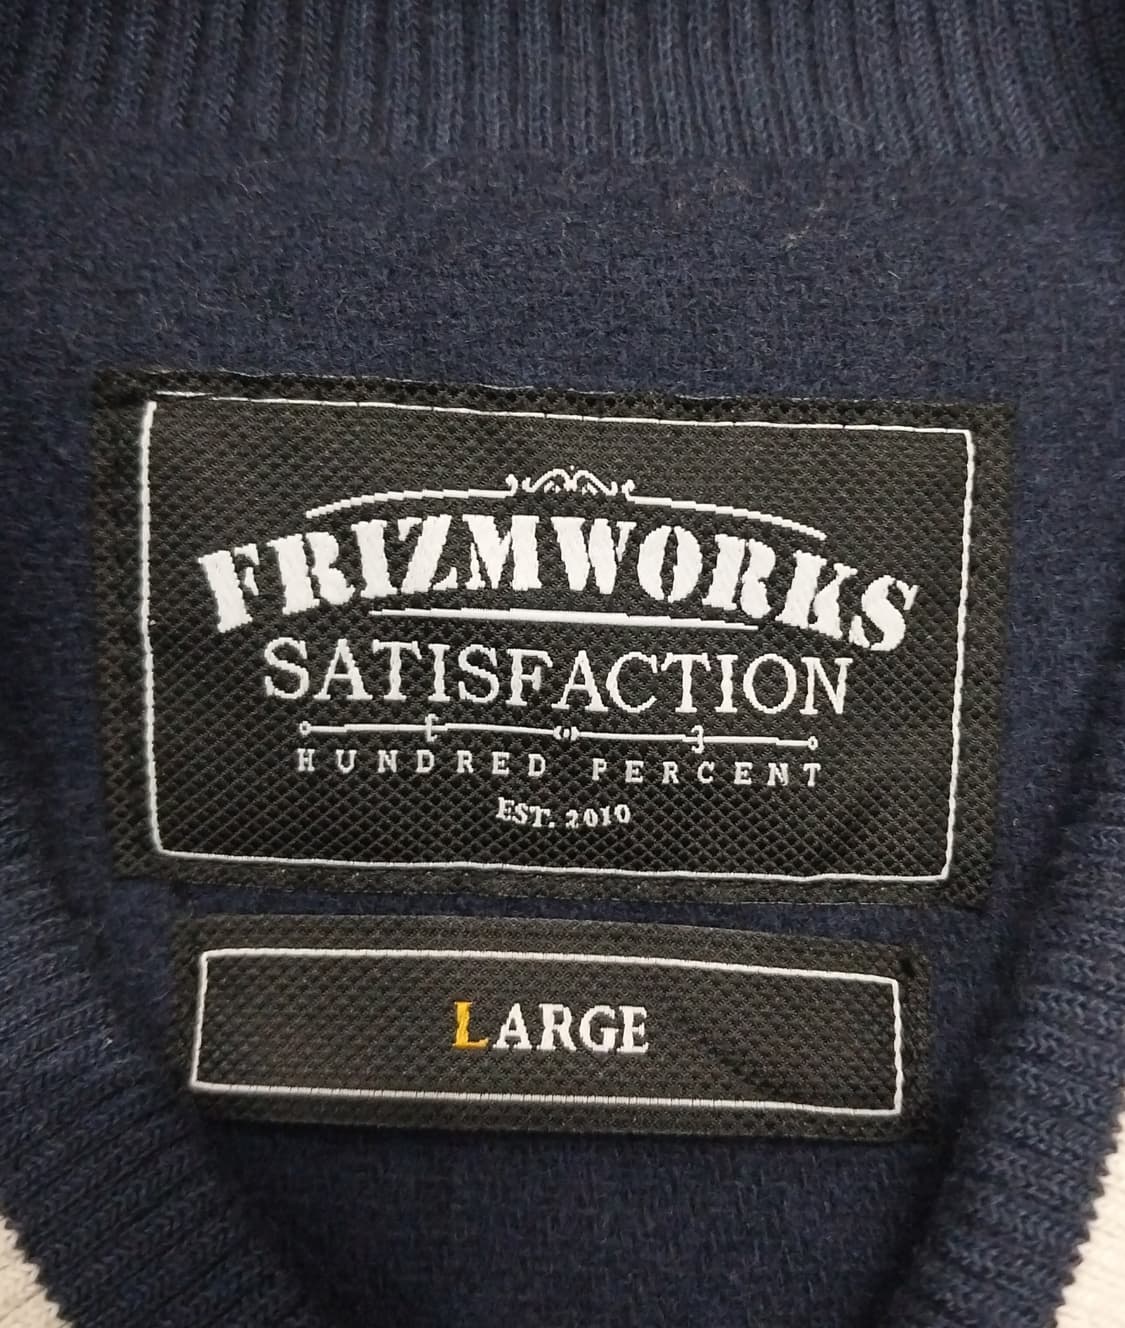 FRIZMWORKS
SATISFACTION
HUNDRED PERCENT
EST. 2010
LARGE